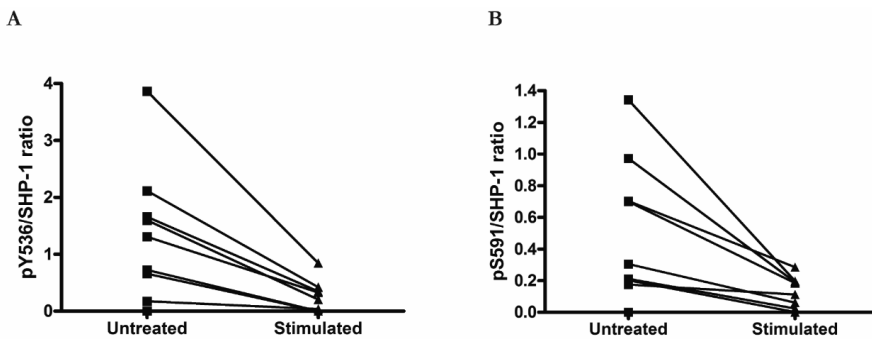 A
B
pY536/SHP-1 ratio
4
3
2
1
0
Untreated Stimulated
pS591/SHP-1 ratio
1.4
1.2
1.0
0.8
0.6
0.4
0.2
0.0
Untreated Stimulated